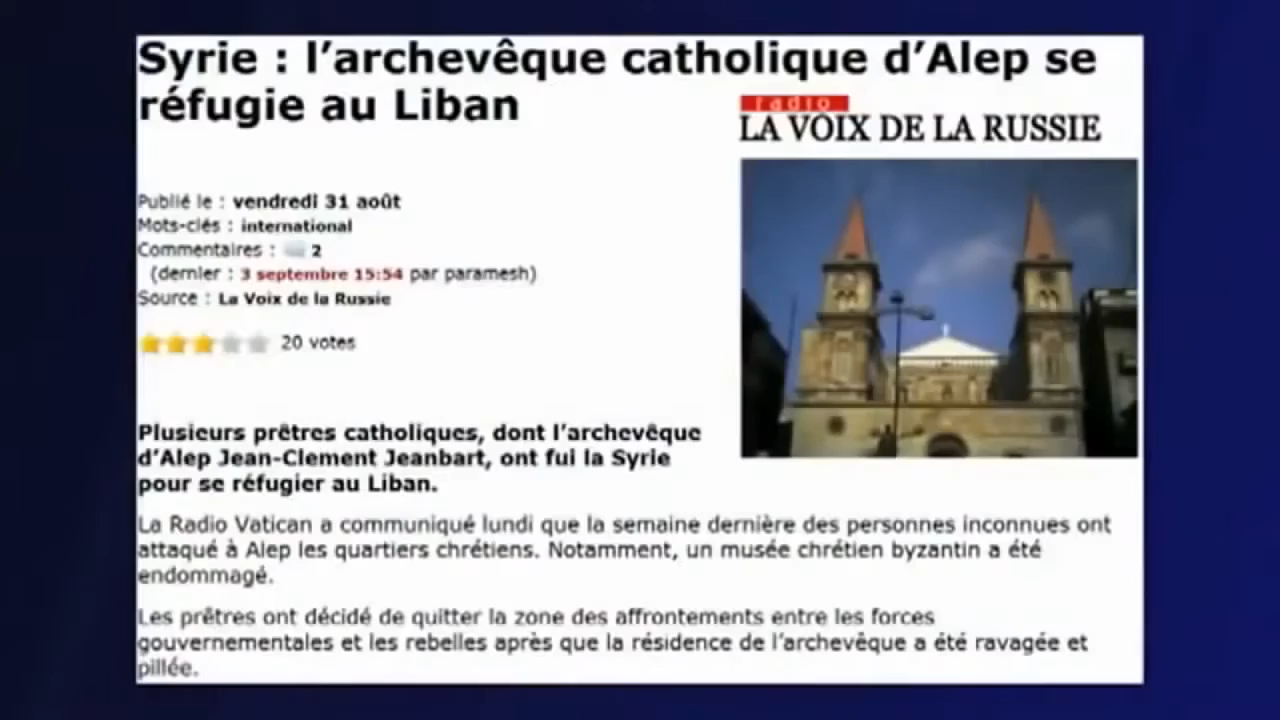 Syrie : l’archevêque catholique d’Alep se
réfugie au Liban
radio
LA VOIX DE LA RUSSIE
Publié le : vendredi 31 août
Mots-clés : international
Commentaires : 2
(dernier : 3 septembre 15:54 par paramesh)
Source : La Voix de la Russie
20 votes
Plusieurs prêtres catholiques, dont l’archevêque
d’Alep Jean-Clement Jeanbart, ont fui la Syrie
pour se réfugier au Liban.
La Radio Vatican a communiqué lundi que la semaine dernière des personnes inconnues ont
attaqué à Alep les quartiers chrétiens. Notamment, un musée chrétien byzantin a été
endommagé.
Les prêtres ont décidé de quitter la zone des affrontements entre les forces
gouvernementales et les rebelles après que la résidence de l’archevêque a été ravagée et
pillée.